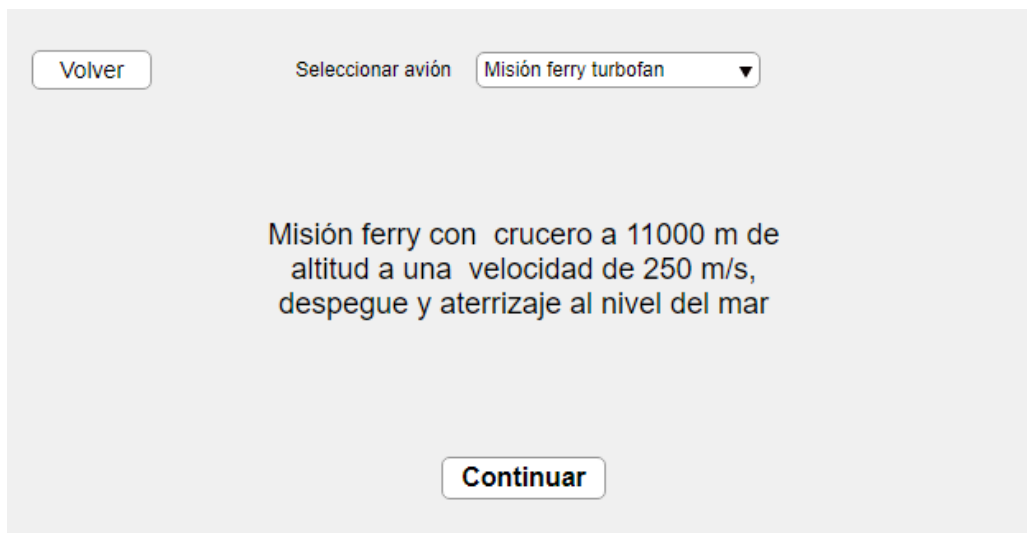 Volver
Seleccionar avión
Misión ferry turbofan
Misión ferry con  crucero a 11000 m de
altitud a una  velocidad de 250 m/s,
despegue y aterrizaje al nivel del mar
Continuar